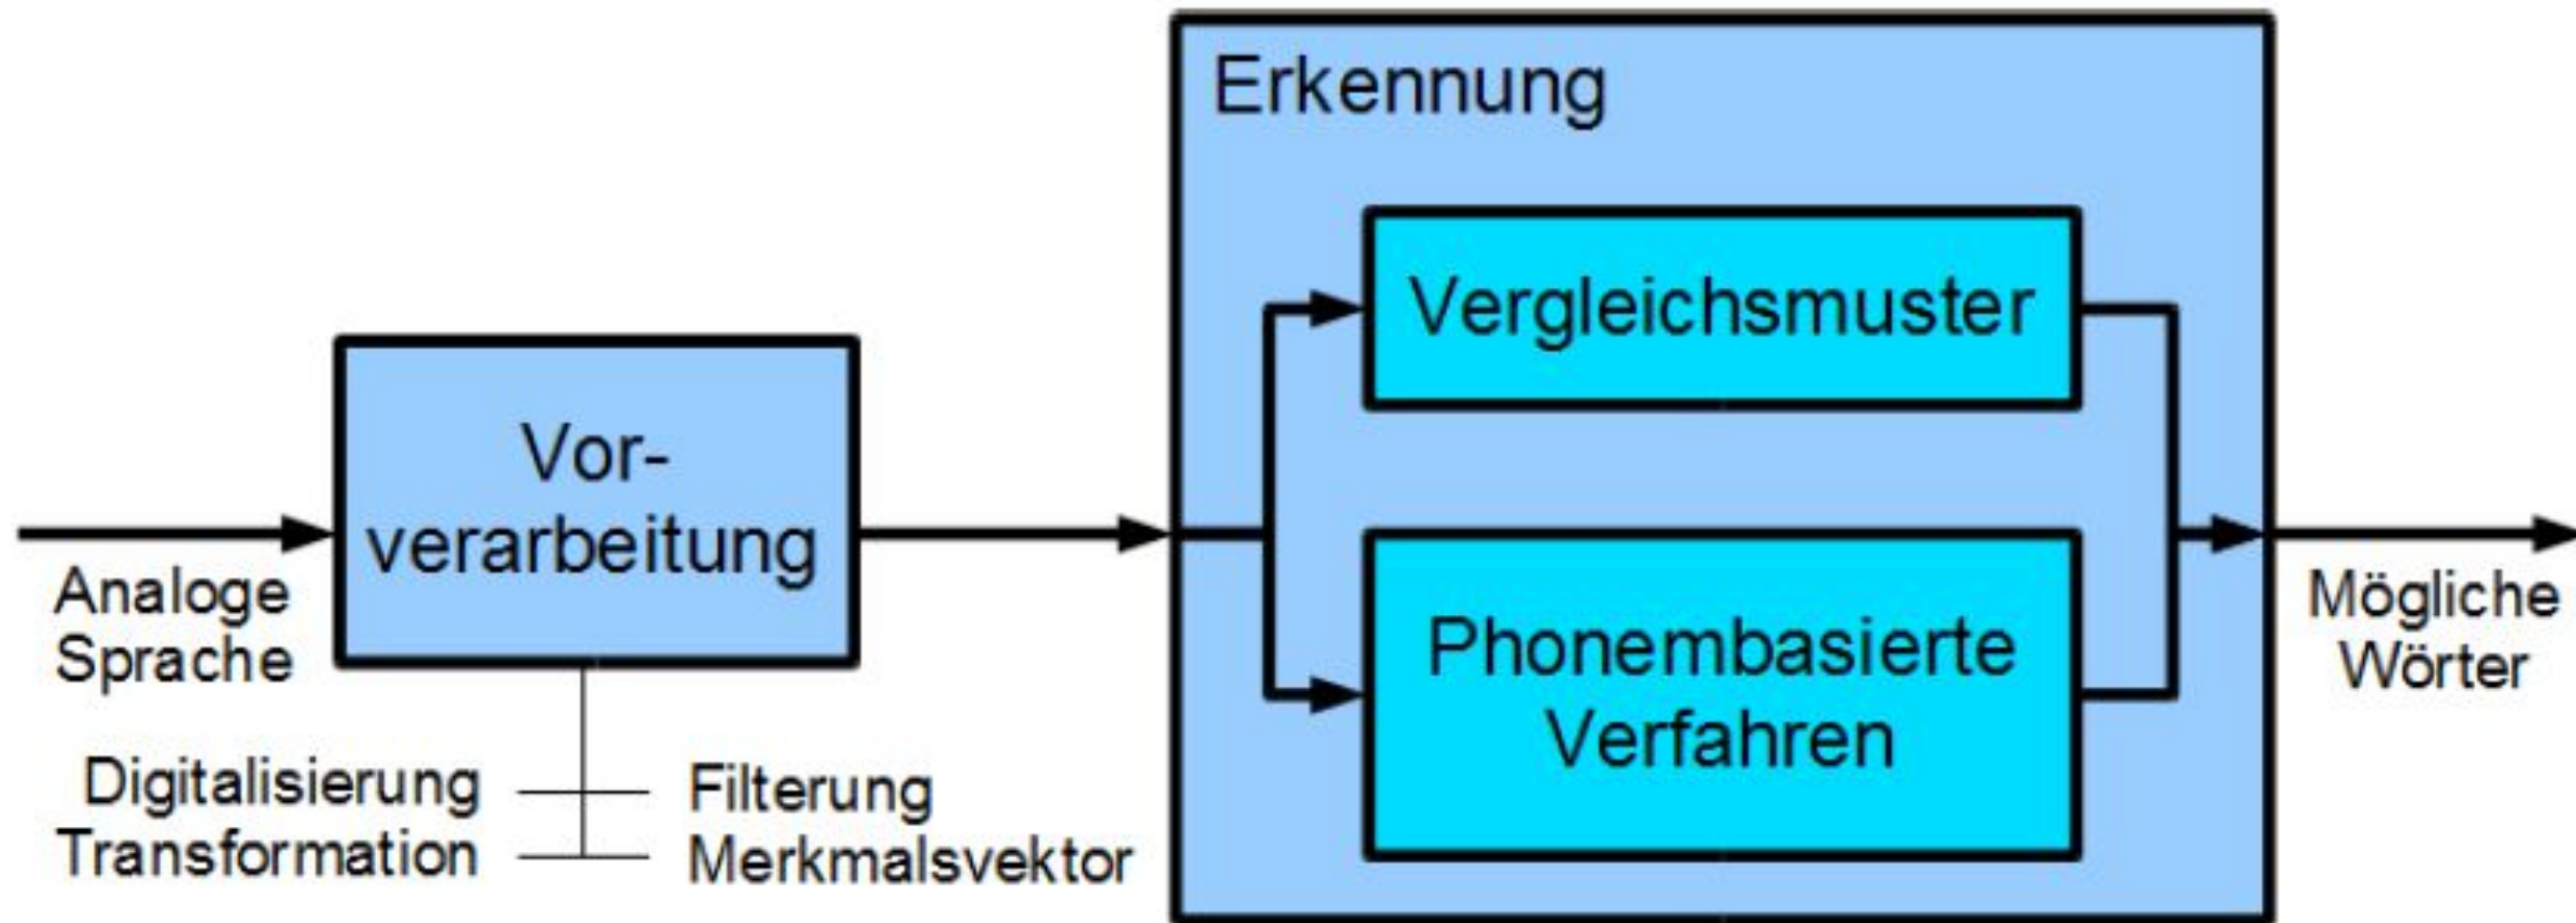 Erkennung
Vergleichsmuster
Vor-
verarbeitung
Analoge
Sprache
Phonembasierte
Verfahren
Mögliche
Wörter
Digitalisierung
Transformation
Filterung
Merkmalsvektor